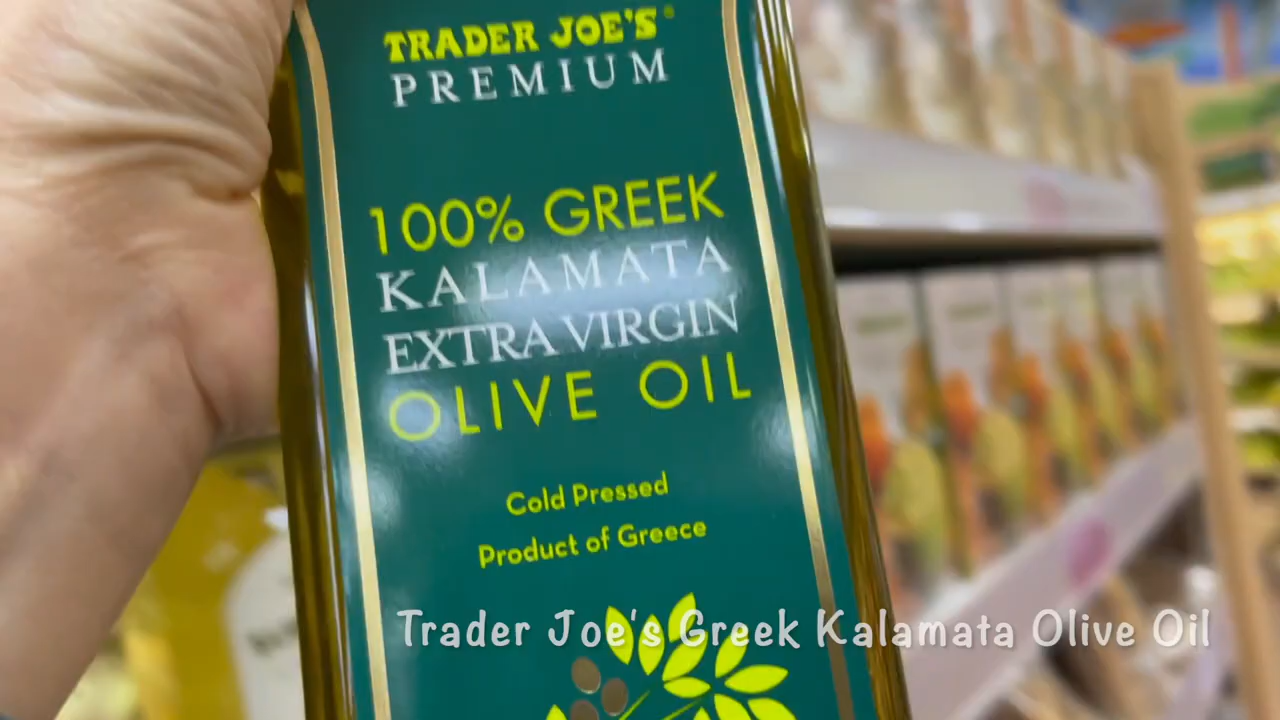 TRADER JOE'S®
PREMIUM
100% GREEK
KALAMATA
EXTRA VIRGIN
OLIVE OIL
Cold Pressed
Product of Greece
Trader Joe's Greek Kalamata Olive Oil